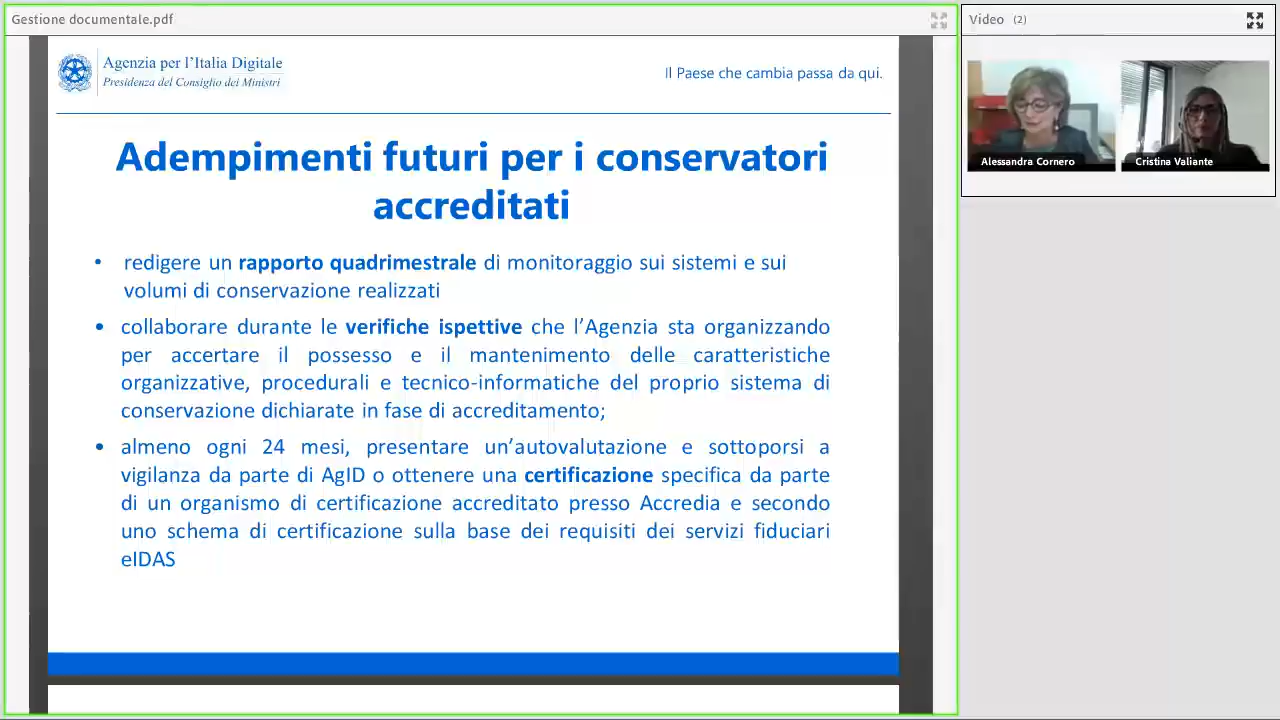 Gestione documentale.pdf
Video (2)
Agenzia per l'Italia Digitale
Presidenza del Consiglio dei Ministri
Il Paese che cambia passa da qui.
Alessandra Cornero
Cristina Valiante
Adempimenti futuri per i conservatori
accreditati
• redigere un rapporto quadrimestrale di monitoraggio sui sistemi e sui
volumi di conservazione realizzati
• collaborare durante le verifiche ispettive che l'Agenzia sta organizzando
per accertare il possesso e il mantenimento delle caratteristiche
organizzative, procedurali e tecnico-informatiche del proprio sistema di
conservazione dichiarate in fase di accreditamento;
• almeno ogni 24 mesi, presentare un'autovalutazione e sottoporsi a
vigilanza da parte di AgID o ottenere una certificazione specifica da parte
di un organismo di certificazione accreditato presso Accredia e secondo
uno schema di certificazione sulla base dei requisiti dei servizi fiduciari
eIDAS